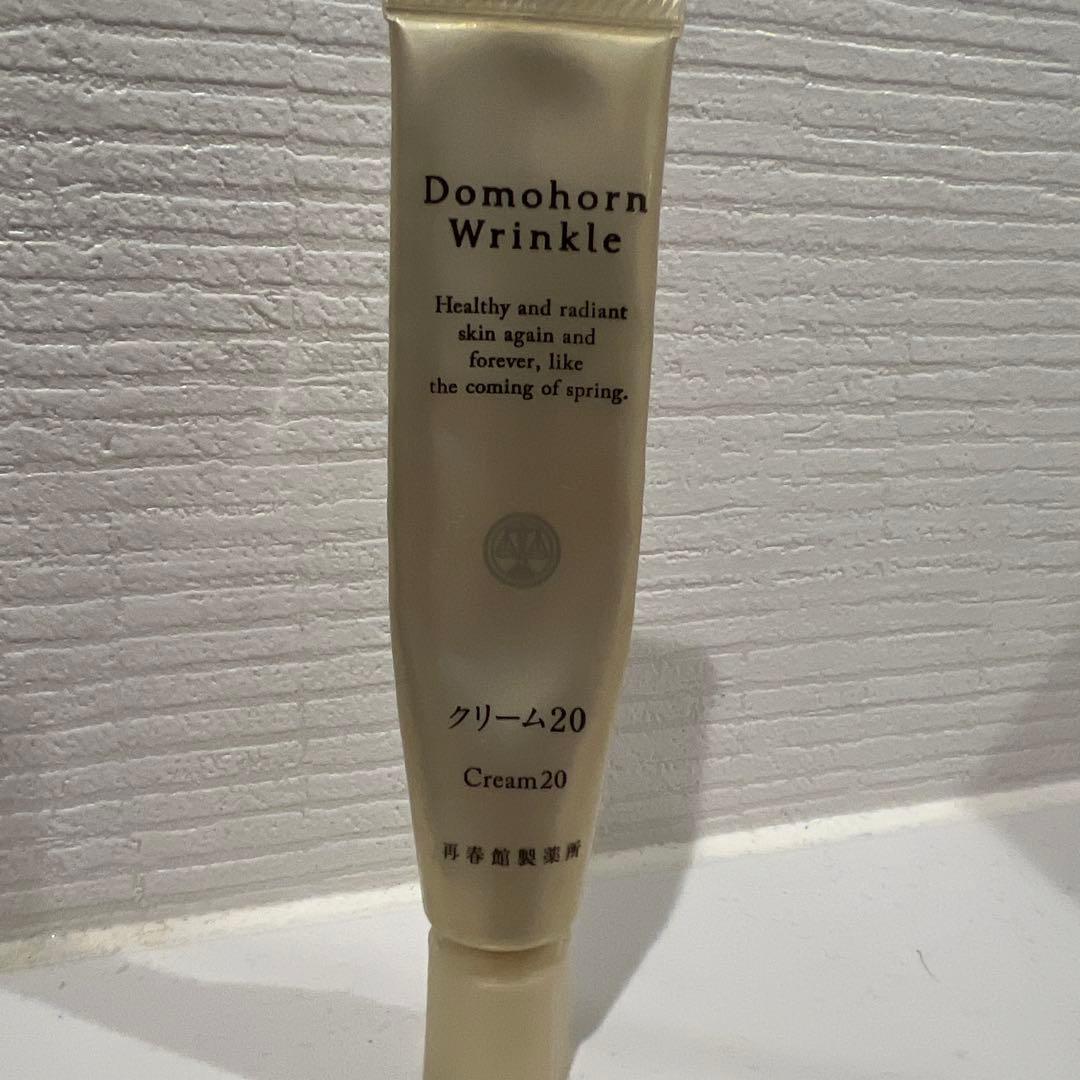 Domohorn
Wrinkle
Healthy and radiant
skin again and
forever, like
the coming of spring.
クリーム20
Cream20
再春館製薬所